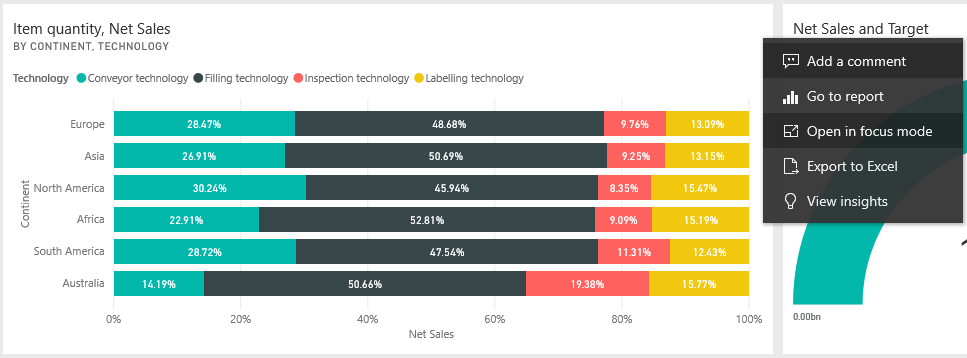 Item quantity, Net Sales
BY CONTINENT, TECHNOLOGY
Technology Conveyor technology Filling technology Inspection technology Labelling technology
Continent
Europe 28.47% 48.68% 9.76% 13.09%
Asia 26.91% 50.69% 9.25% 13.15%
North America 30.24% 45.94% 8.35% 15.47%
Africa 22.91% 52.81% 9.09% 15.19%
South America 28.72% 47.54% 11.31% 12.43%
Australia 14.19% 50.66% 19.38% 15.77%
0% 20% 40% 60% 80% 100%
Net Sales
Net Sales and Target
Add a comment
Go to report
Open in focus mode
Export to Excel
View insights
0.00bn